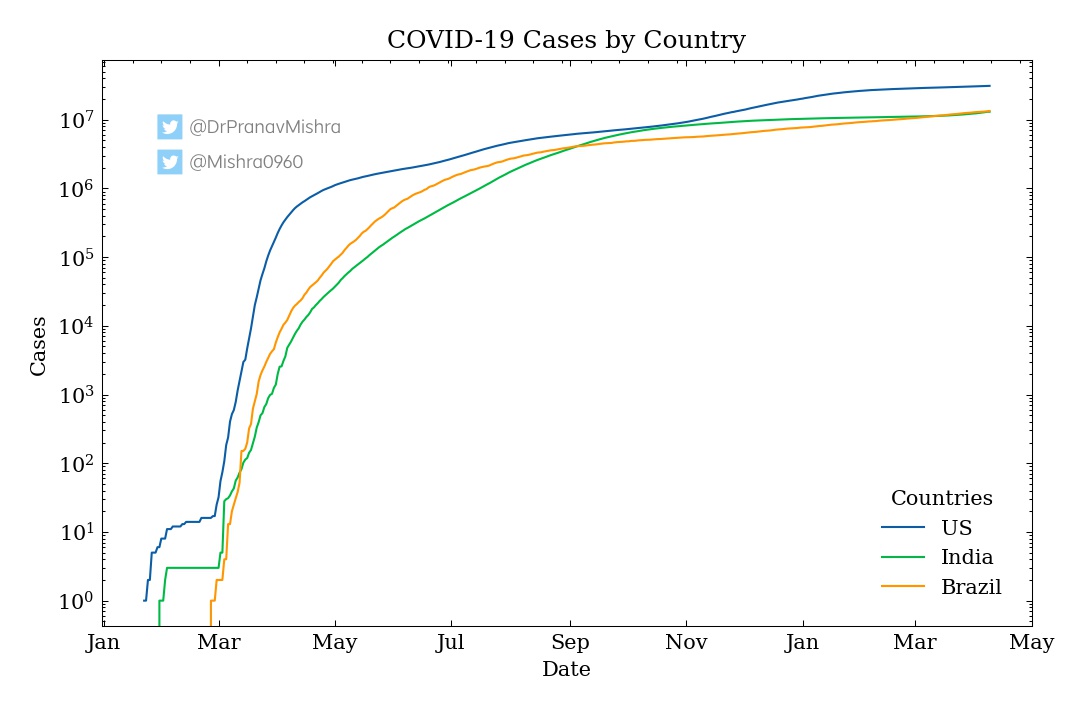 COVID-19 Cases by Country
@DrPranavMishra
@Mishra0960
10⁷
10⁶
10⁵
10⁴
10³
10²
10¹
10⁰
Cases
Countries
US
India
Brazil
Jan Mar May Jul Sep Nov Jan Mar May
Date